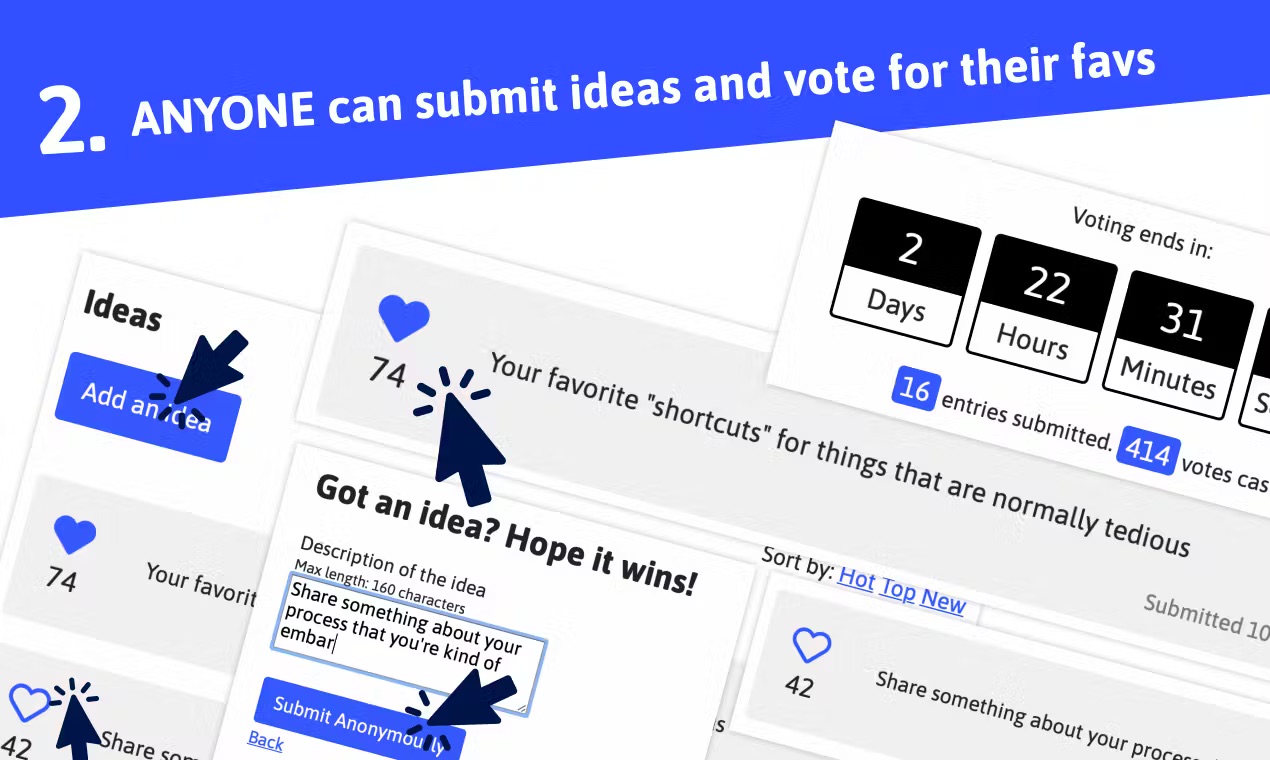 2. ANYONE can submit ideas and vote for their favs
Voting ends in:
2
Days
22
Hours
31
Minutes
16 entries submitted. 414 votes cas
Ideas
Add an idea
74
Your favorite "shortcuts" for things that are normally tedious
Submitted 10
74
Your favorit
42
Share som
Got an idea? Hope it wins!
Description of the idea
Max length: 160 characters
Share something about your
process that you're kind of
embar
Submit Anonymously
Back
Sort by: Hot Top New
42
Share something about your process